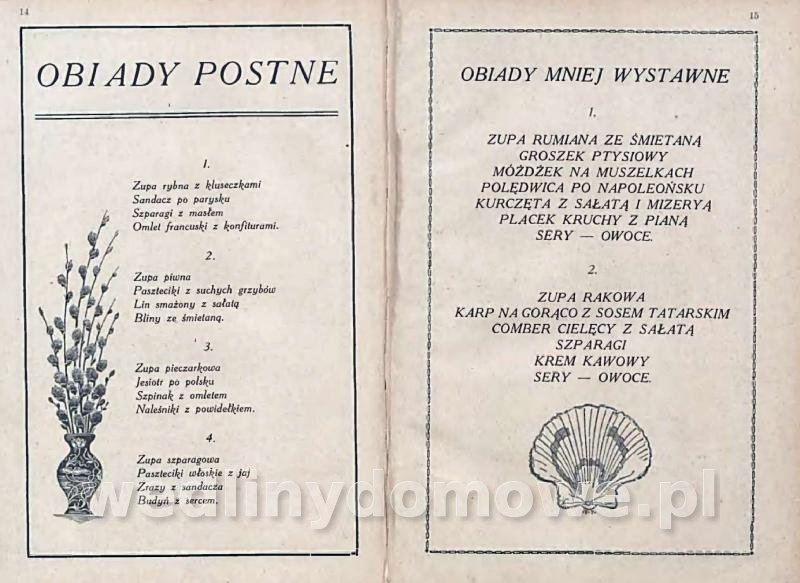 14
OBIADY POSTNE
1.
Zupa rybna z kluseczkami
Sandacz po parysku
Szparagi z masłem
Omlet francuski z konfiturami.
2.
Zupa piwna
Paszteciki z suchych grzybów
Lin smażony z sałatą
Bliny ze śmietaną.
3.
Zupa pieczarkowa
Jesiotr po polsku
Szpinak z omletem
Naleśniki z powidełkiem.
4.
Zupa szparagowa
Paszteciki włoskie z jaj
Zrazy z sandacza
Budyń z sercem.
15
OBIADY MNIEJ WYSTAWNE
1.
ZUPA RUMIANA ZE ŚMIETANĄ
GROSZEK PTYSIOWY
MÓŻDŻEK NA MUSZELKACH
POLĘDWICA PO NAPOLEOŃSKU
KURCZĘTA Z SAŁATĄ I MIZERYĄ
PLACEK KRUCHY Z PIANĄ
SERY — OWOCE.
2.
ZUPA RAKOWA
KARP NA GORĄCO Z SOSEM TATARSKIM
COMBER CIELĘCY Z SAŁATĄ
SZPARAGI
KREM KAWOWY
SERY — OWOCE.
wedlinydomowe.pl